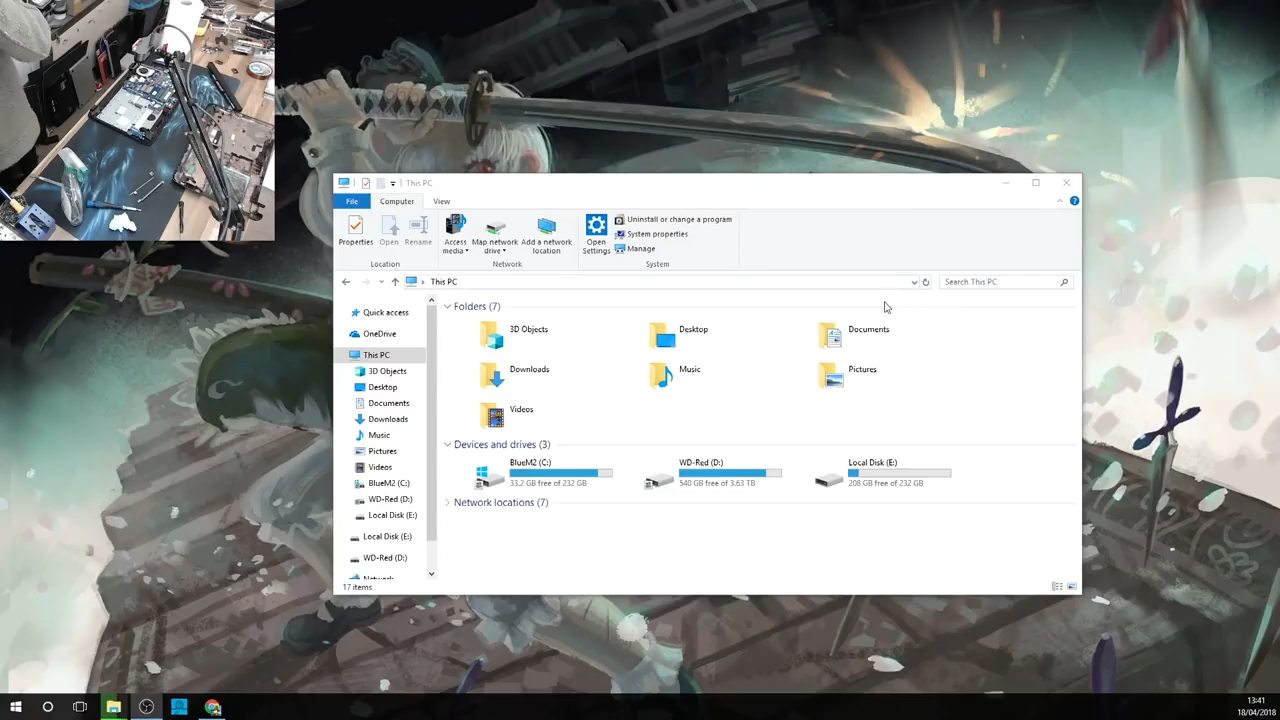 This PC
File
Computer
View
Properties
Open
Rename
Access media
Map network drive
Add a network location
Open Settings
Uninstall or change a program
System properties
Manage
Location
Network
System
This PC
Search This PC
Quick access
OneDrive
This PC
3D Objects
Desktop
Documents
Downloads
Music
Pictures
Videos
BlueM2 (C:)
WD-Red (D:)
Local Disk (E:)
Local Disk (E:)
WD-Red (D:)
Network
Folders (7)
3D Objects
Desktop
Documents
Downloads
Music
Pictures
Videos
Devices and drives (3)
BlueM2 (C:)
33.2 GB free of 232 GB
WD-Red (D:)
540 GB free of 3.63 TB
Local Disk (E:)
208 GB free of 232 GB
Network locations (7)
17 items
13:41
18/04/2018